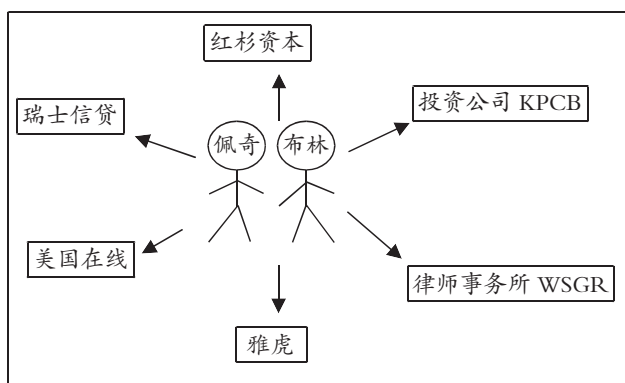 红杉资本
投资公司 KPCB
瑞士信贷
佩奇
布林
美国在线
律师事务所 WSGR
雅虎